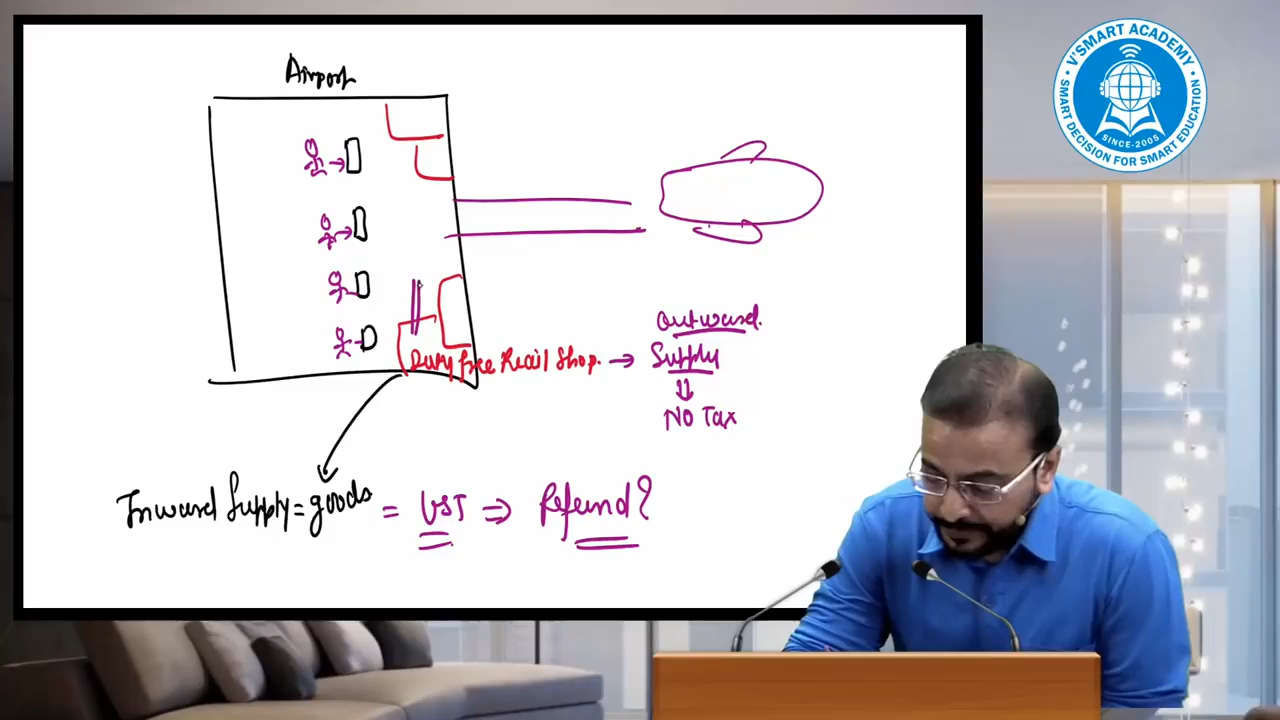 Airport
Duty free Retail Shop. → Outward
Supply
NO Tax
Inward Supply = goods = GST ⇒ Refund?
V'SMART ACADEMY
SMART DECISION FOR SMART EDUCATION
SINCE-2005